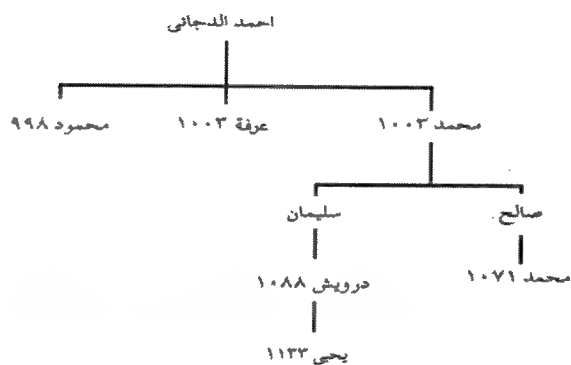 احمد الدجانى
محمد ١٠٠٣ عرفة ١٠٠٣ محمود ٩٩٨
صالح سليمان
محمد ١٠٧١ درويش ١٠٨٨
يحى ١١٣٣